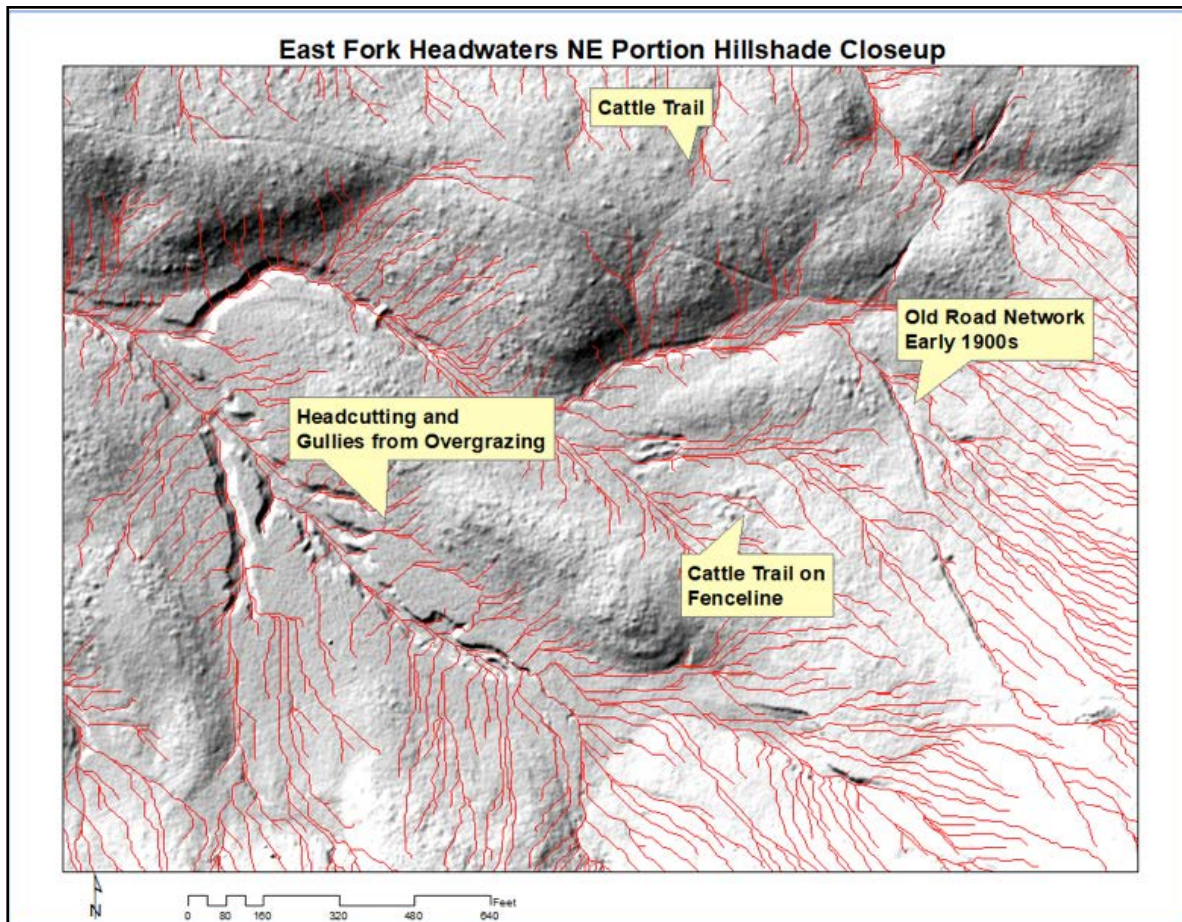 East Fork Headwaters NE Portion Hillshade Closeup
Cattle Trail
Old Road Network
Early 1900s
Headcutting and
Gullies from Overgrazing
Cattle Trail on
Fenceline
N
Feet
0 80 160 320 480 640